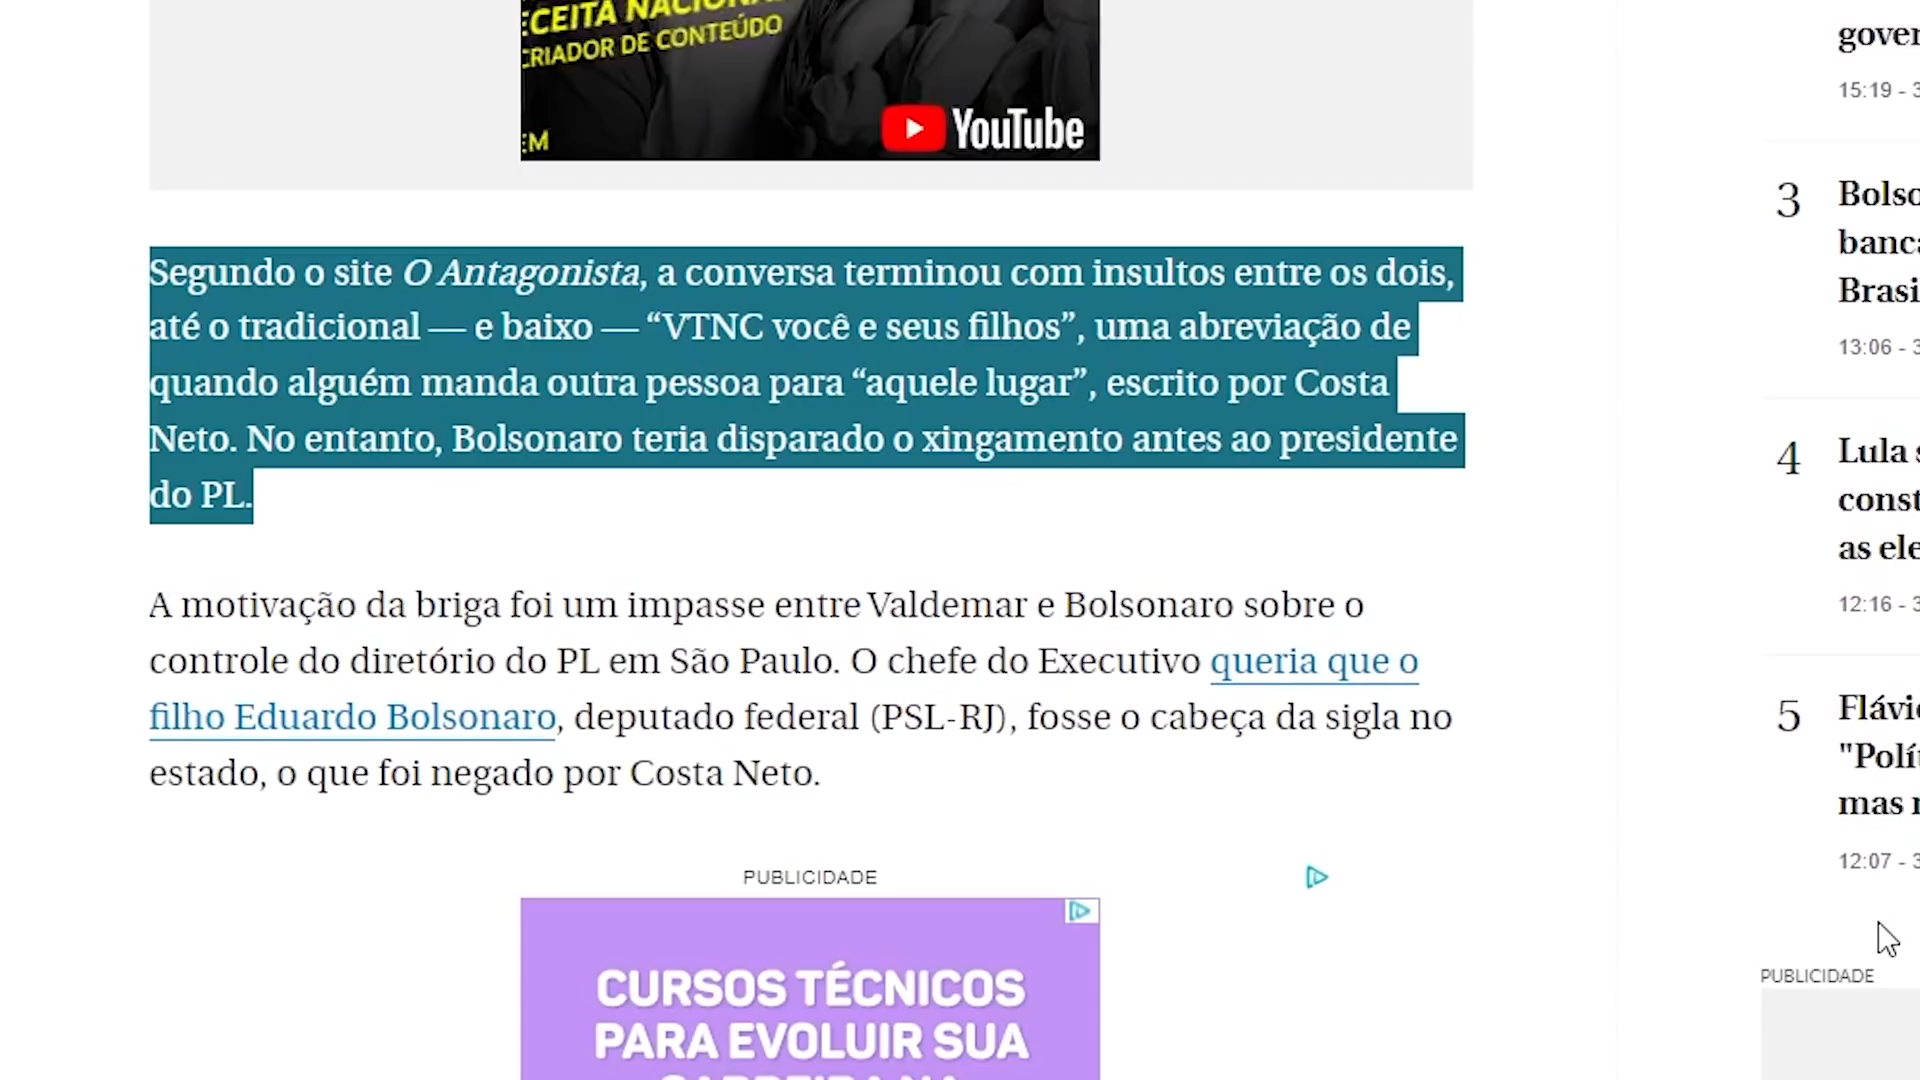 CEITA NACIONA
CRIADOR DE CONTEÚDO
EM
YouTube
Segundo o site O Antagonista, a conversa terminou com insultos entre os dois,
até o tradicional — e baixo — “VTNC você e seus filhos”, uma abreviação de
quando alguém manda outra pessoa para “aquele lugar”, escrito por Costa
Neto. No entanto, Bolsonaro teria disparado o xingamento antes ao presidente
do PL.
A motivação da briga foi um impasse entre Valdemar e Bolsonaro sobre o
controle do diretório do PL em São Paulo. O chefe do Executivo queria que o
filho Eduardo Bolsonaro, deputado federal (PSL-RJ), fosse o cabeça da sigla no
estado, o que foi negado por Costa Neto.
PUBLICIDADE
CURSOS TÉCNICOS
PARA EVOLUIR SUA
gover
15:19 - 3
3
Bolso
banca
Brasi
13:06 - 3
4
Lula s
const
as ele
12:16 - 3
5
Flávi
"Polít
mas
12:07 - 3
PUBLICIDADE